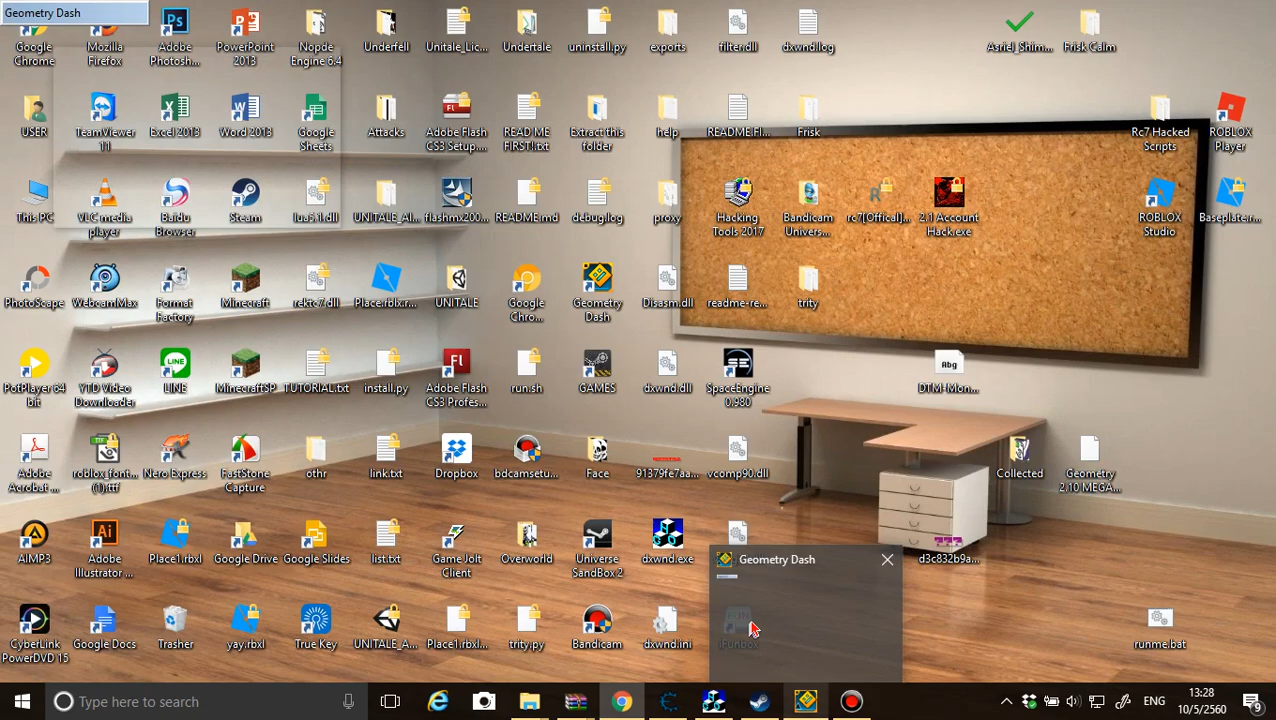 Geometry Dash
Google
Chrome
Mozilla
Firefox
Adobe
Photosh...
PowerPoint
2013
Nopde
Engine 6.4
Underfell
Unitale_Lic...
Undertale
uninstall.py
exports
filter.dll
dxwnd.log
Asriel_Shim...
Frisk Calm
USER
TeamViewer
11
Excel 2013
Word 2013
Google
Sheets
Attacks
Adobe Flash
CS3 Setup....
READ ME
FIRST!.txt
Extract this
folder
help
README.FI...
Frisk
Rc7 Hacked
Scripts
ROBLOX
Player
This PC
VLC media
player
Baidu
Browser
Steam
lua5.1.dll
UNITALE_Al...
flashmx200...
README.md
debug.log
proxy
Hacking
Tools 2017
Bandicam
Univers...
rc7[Offical]...
2.1 Account
Hack.exe
ROBLOX
Studio
Baseplate.r...
PhotoScape
WebcamMax
Format
Factory
Minecraft
rekt-7.dll
Place.rblx.r...
UNITALE
Google
Chro...
Geometry
Dash
Disasm.dll
readme-re...
trity
PotPlayer 64
bit
VTD Video
Downloader
LINE
MinecraftSP
TUTORIAL.txt
install.py
Adobe Flash
CS3 Profes...
run.sh
GAMES
dxwnd.dll
SpaceEngine
0.980
Abg
DTM-Mon...
Adobe
Acrobat ...
roblox_font...
(1).ttf
Nero Express
FastStone
Capture
othr
link.txt
Dropbox
bdcamsetu...
Face
91379fe7aa...
vcomp90.dll
Collected
Geometry
2.10 MEGA...
AIMP3
Adobe
Illustrator ...
Place1.rbxl
Google Drive
Google Slides
list.txt
Game Jolt
Client
Overworld
Universe
SandBox 2
dxwnd.exe
Geometry Dash
d3c832b9a...
CyberLink
PowerDVD 15
Google Docs
Trasher
yay.rbxl
True Key
UNITALE_A...
Place1.rbxl...
trity.py
Bandicam
dxwnd.ini
iFunbox
runme.bat
Type here to search
ENG
13:28
10/5/2560
9